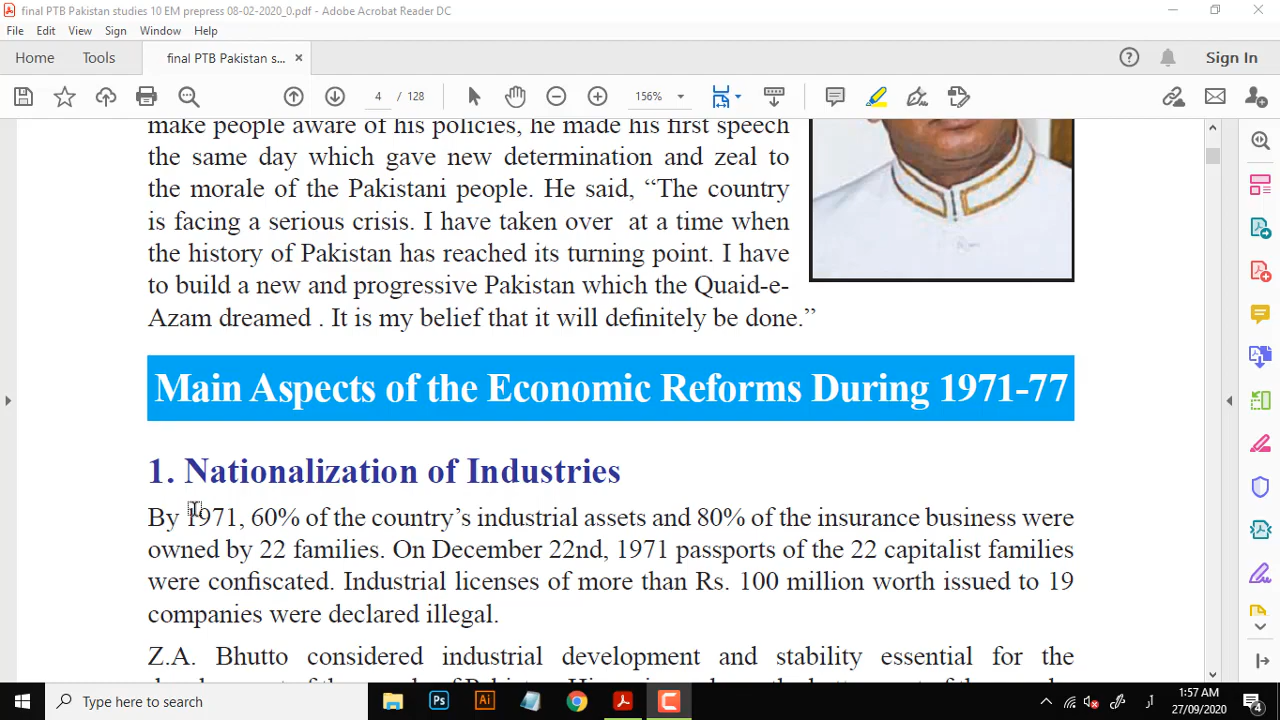 final PTB Pakistan studies 10 EM prepress 08-02-2020_0.pdf - Adobe Acrobat Reader DC
File Edit View Sign Window Help
Home Tools final PTB Pakistan s... × Sign In
4 / 128 156%
make people aware of his policies, he made his first speech
the same day which gave new determination and zeal to
the morale of the Pakistani people. He said, “The country
is facing a serious crisis. I have taken over at a time when
the history of Pakistan has reached its turning point. I have
to build a new and progressive Pakistan which the Quaid-e-
Azam dreamed . It is my belief that it will definitely be done.”
Main Aspects of the Economic Reforms During 1971-77
1. Nationalization of Industries
By 1971, 60% of the country’s industrial assets and 80% of the insurance business were
owned by 22 families. On December 22nd, 1971 passports of the 22 capitalist families
were confiscated. Industrial licenses of more than Rs. 100 million worth issued to 19
companies were declared illegal.
Z.A. Bhutto considered industrial development and stability essential for the
Type here to search
Ps Ai
1:57 AM
27/09/2020
4